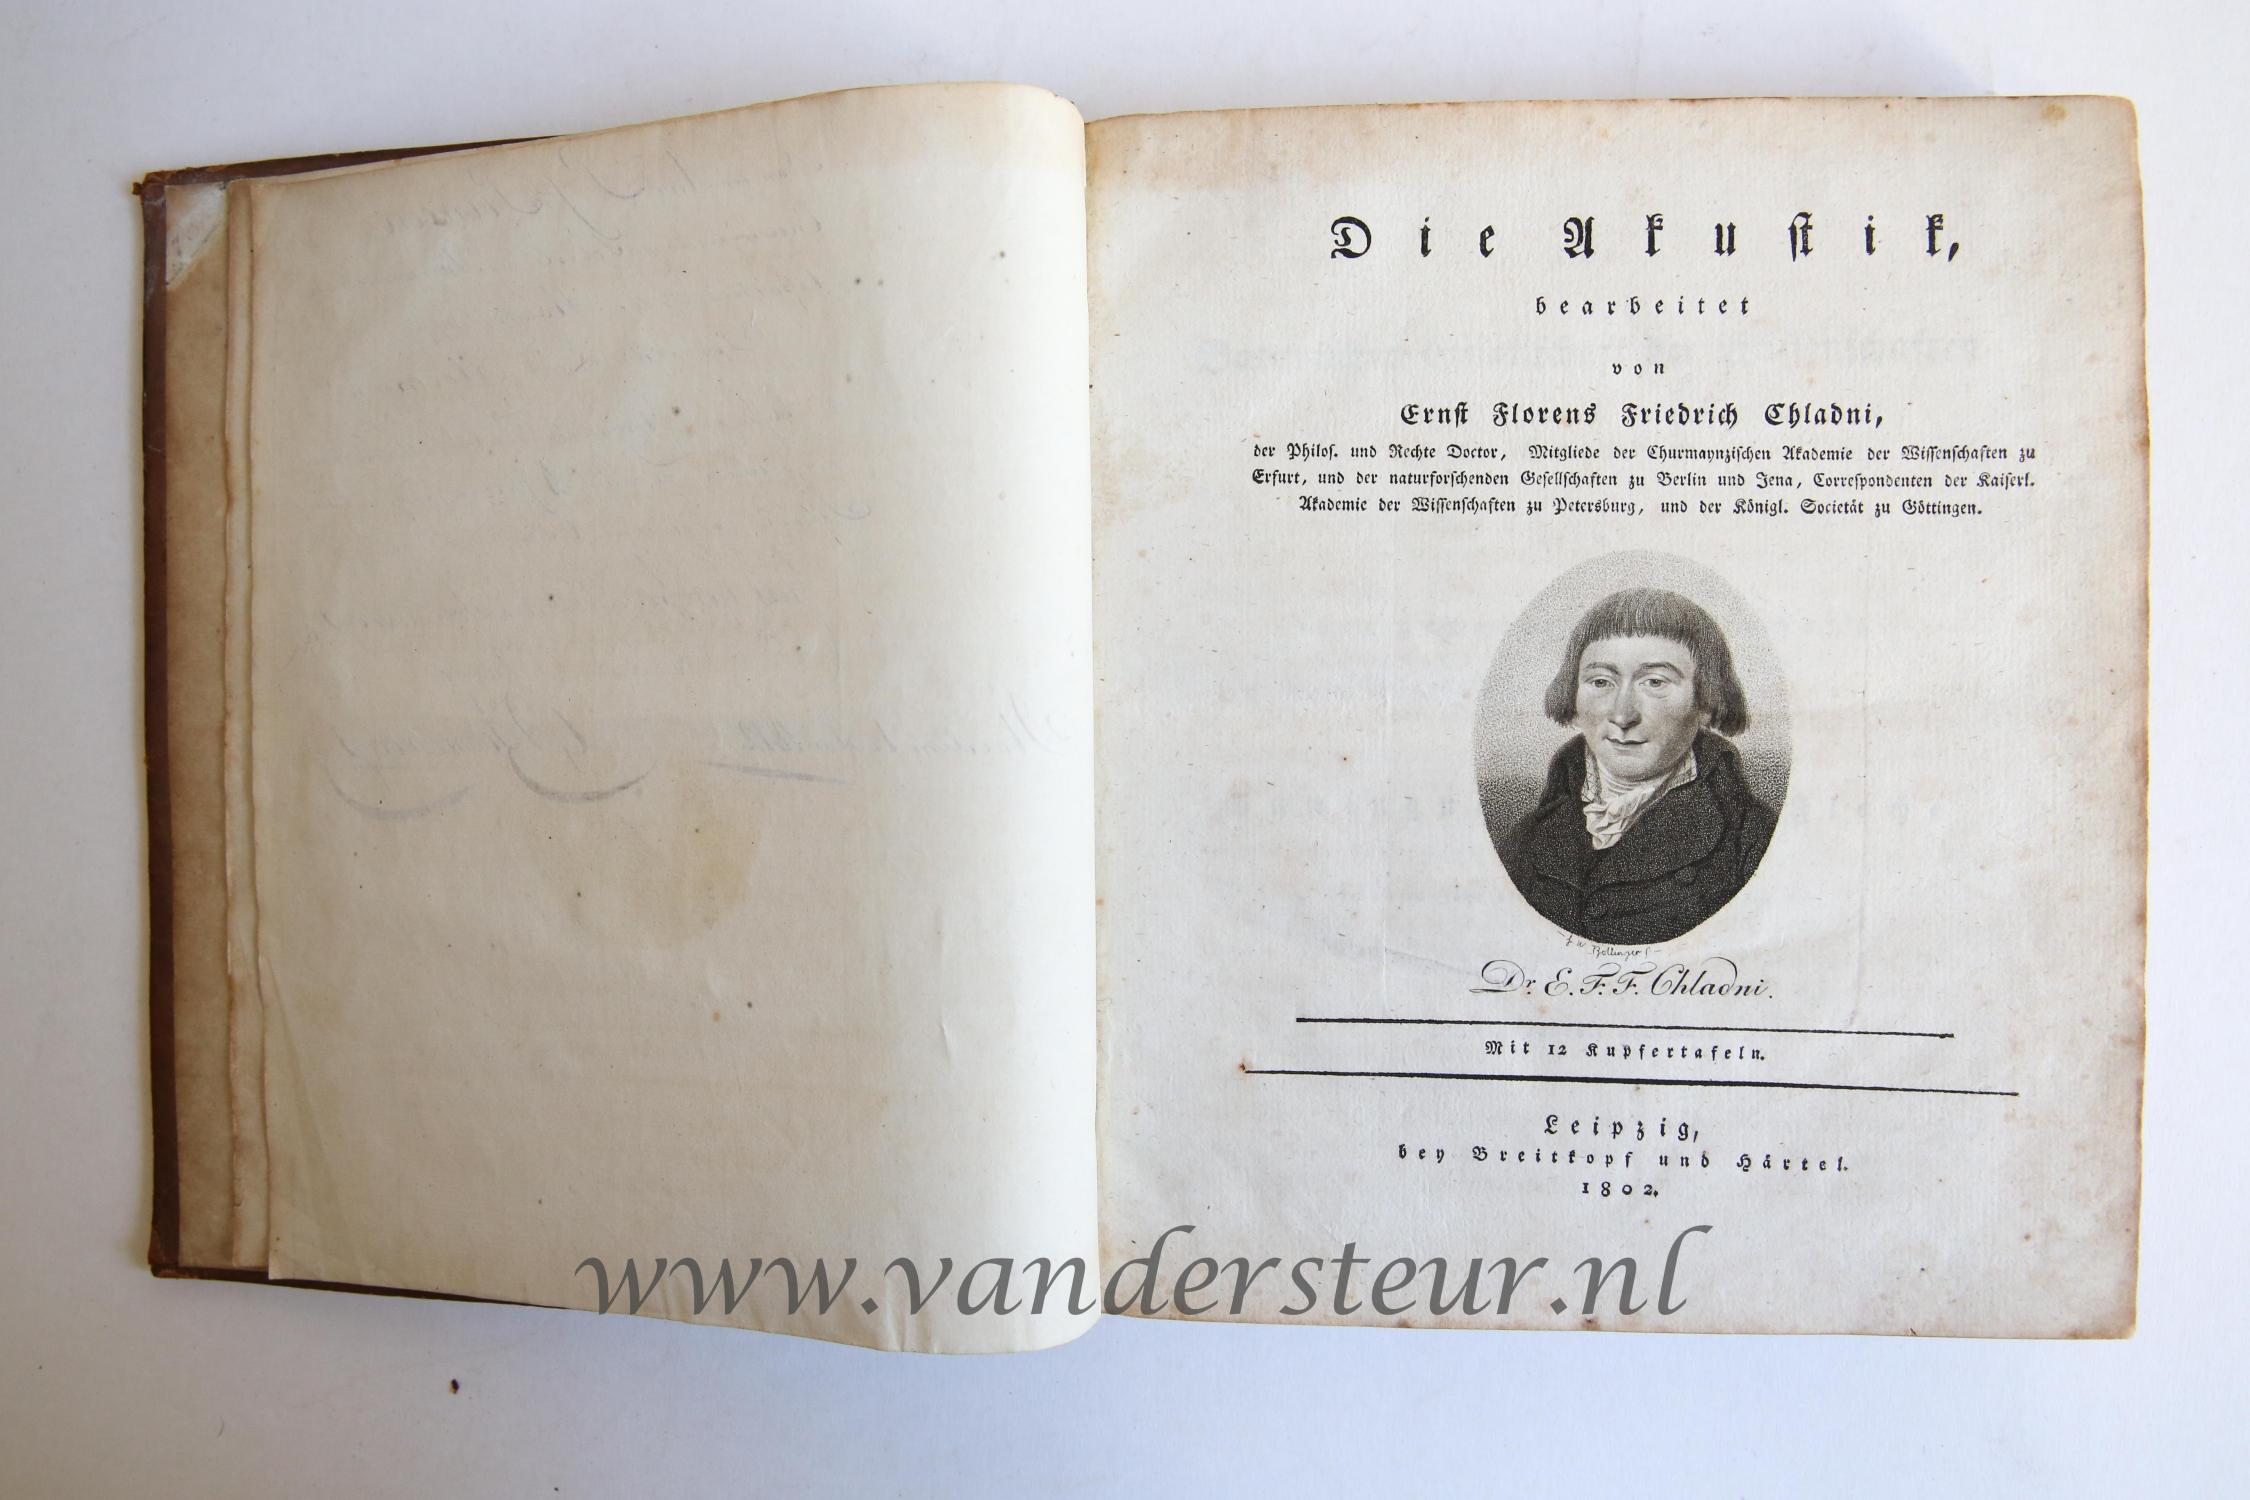 Die Akustik,
bearbeitet
von
Ernst Florens Friedrich Chladni,
der Philos. und Rechte Doctor, Mitgliede der Churmaynzischen Akademie der Wissenschaften zu
Erfurt, und der naturforschenden Gesellschaften zu Berlin und Jena, Correspondenten der Kaiserl.
Akademie der Wissenschaften zu Petersburg, und der Königl. Societät zu Göttingen.
Bollinger
Dr. E. F. F. Chladni.
Mit 12 Kupfertafeln.
Leipzig,
bey Breitkopf und Härtel.
1802.
www.vandersteur.nl